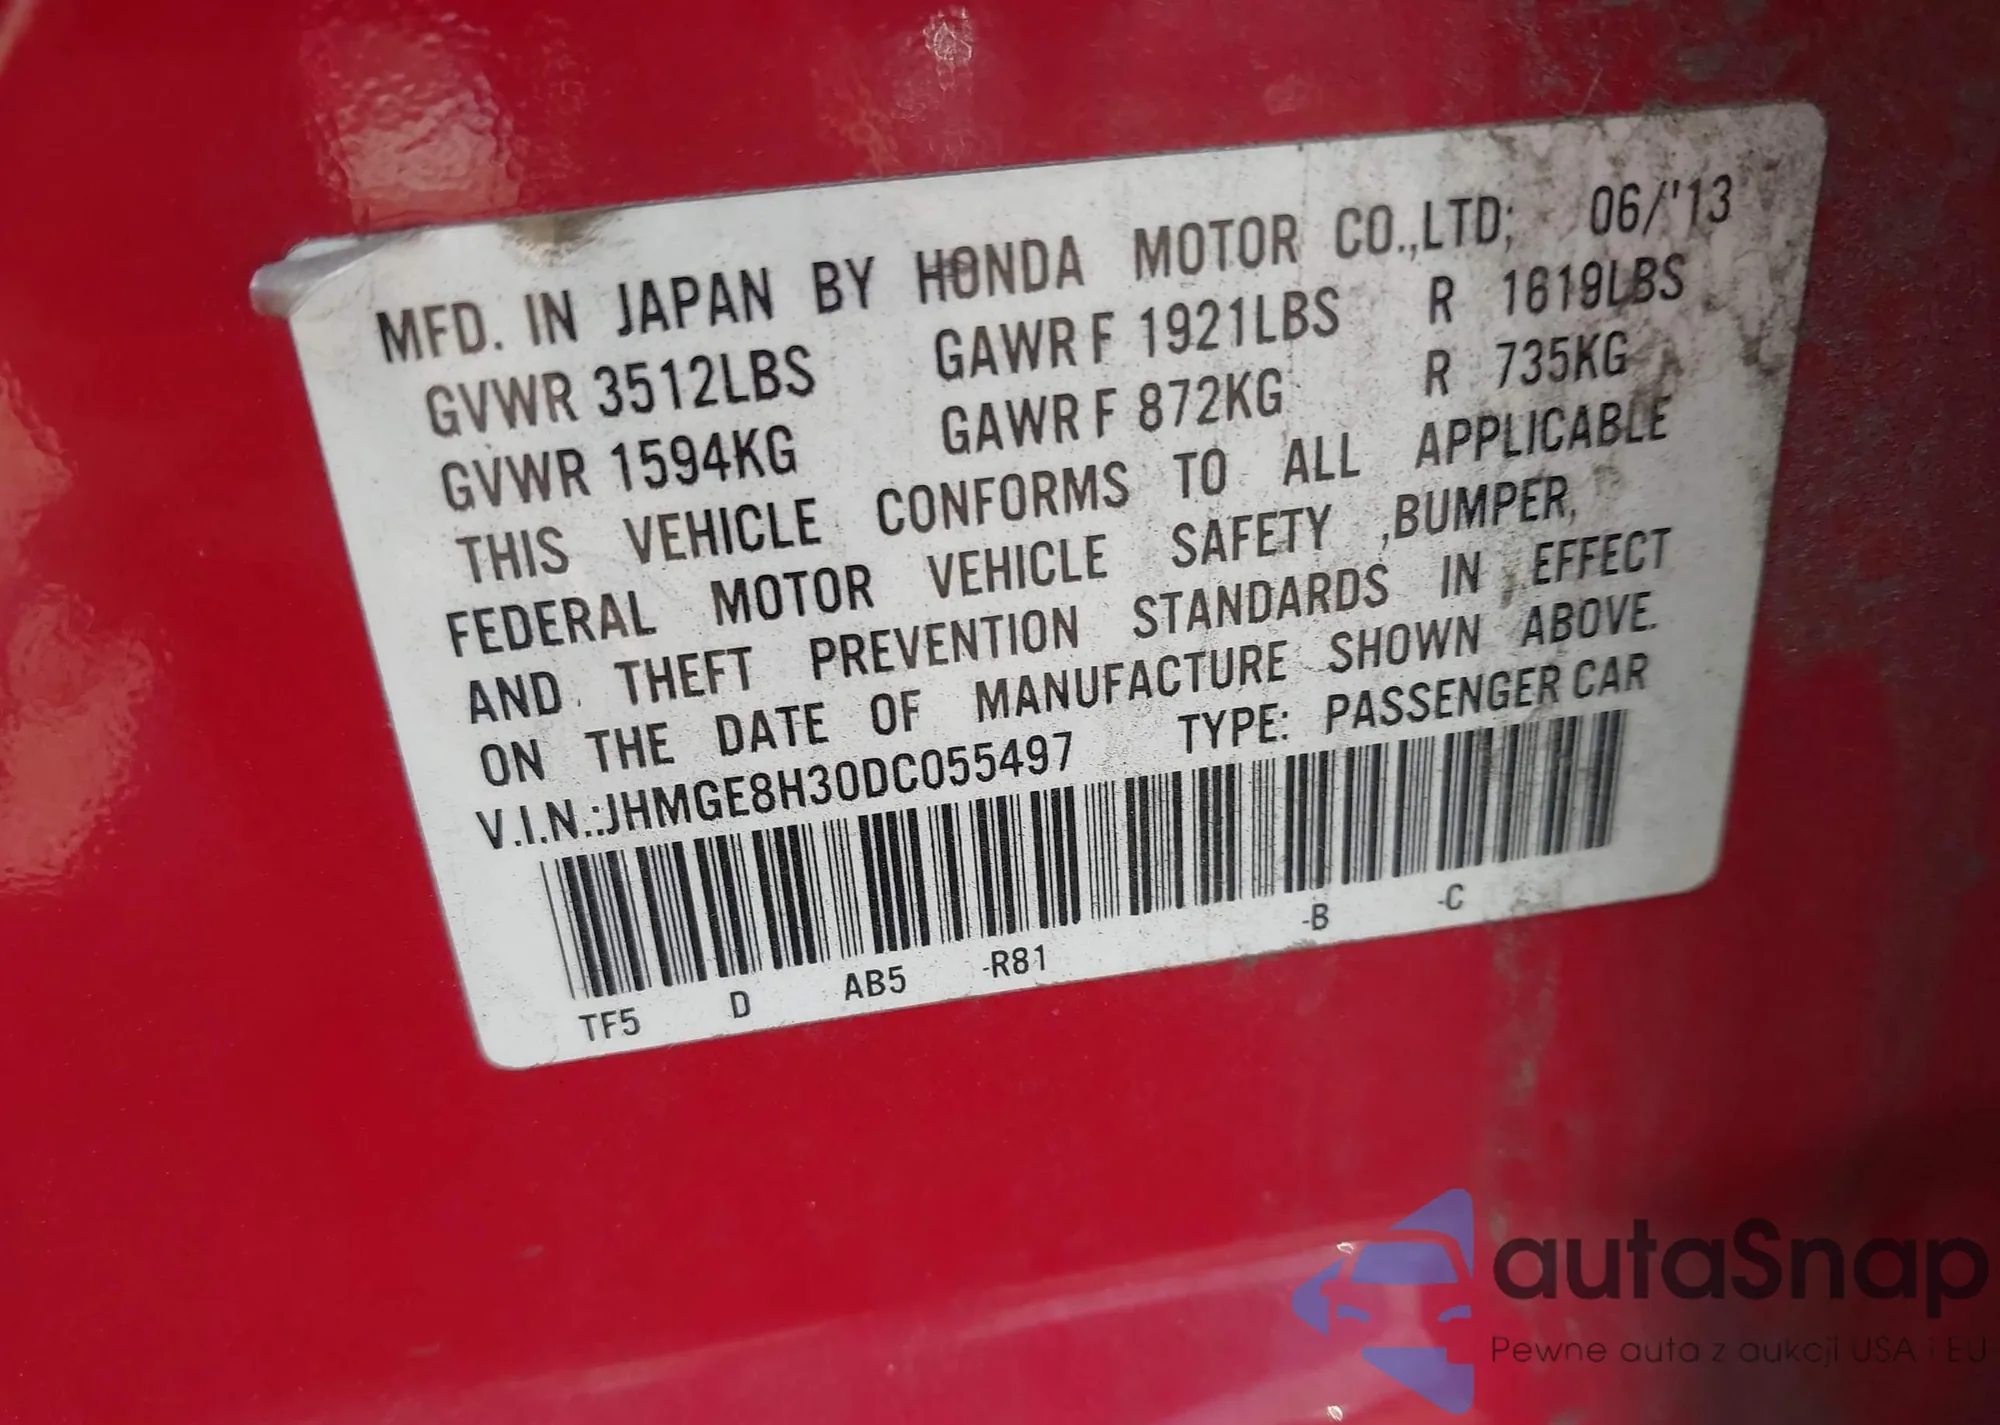 MFD. IN JAPAN BY HONDA MOTOR CO.,LTD; 06/'13
GVWR 3512LBS GAWR F 1921LBS R 1619LBS
GVWR 1594KG GAWR F 872KG R 735KG
THIS VEHICLE CONFORMS TO ALL APPLICABLE
FEDERAL MOTOR VEHICLE SAFETY ,BUMPER,
AND THEFT PREVENTION STANDARDS IN EFFECT
ON THE DATE OF MANUFACTURE SHOWN ABOVE.
V.I.N.:JHMGE8H30DC055497 TYPE: PASSENGER CAR
TF5 D AB5 -R81 -B -C
autaSnap
Pewne auta z aukcji USA i EU